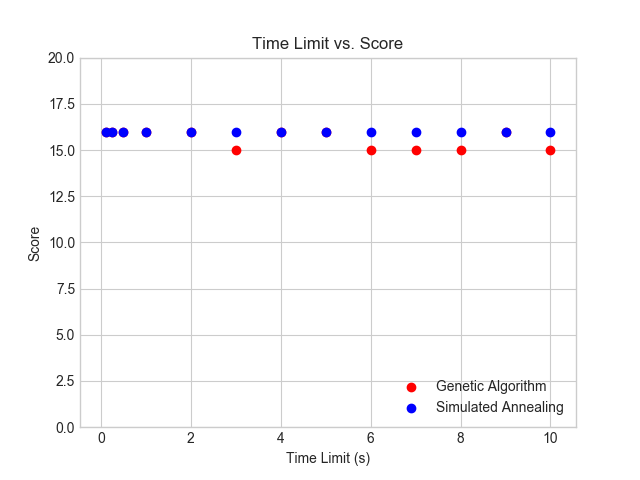 Time Limit vs. Score
20.0
17.5
15.0
12.5
10.0
7.5
5.0
2.5
0.0
Score
0 2 4 6 8 10
Time Limit (s)
Genetic Algorithm
Simulated Annealing